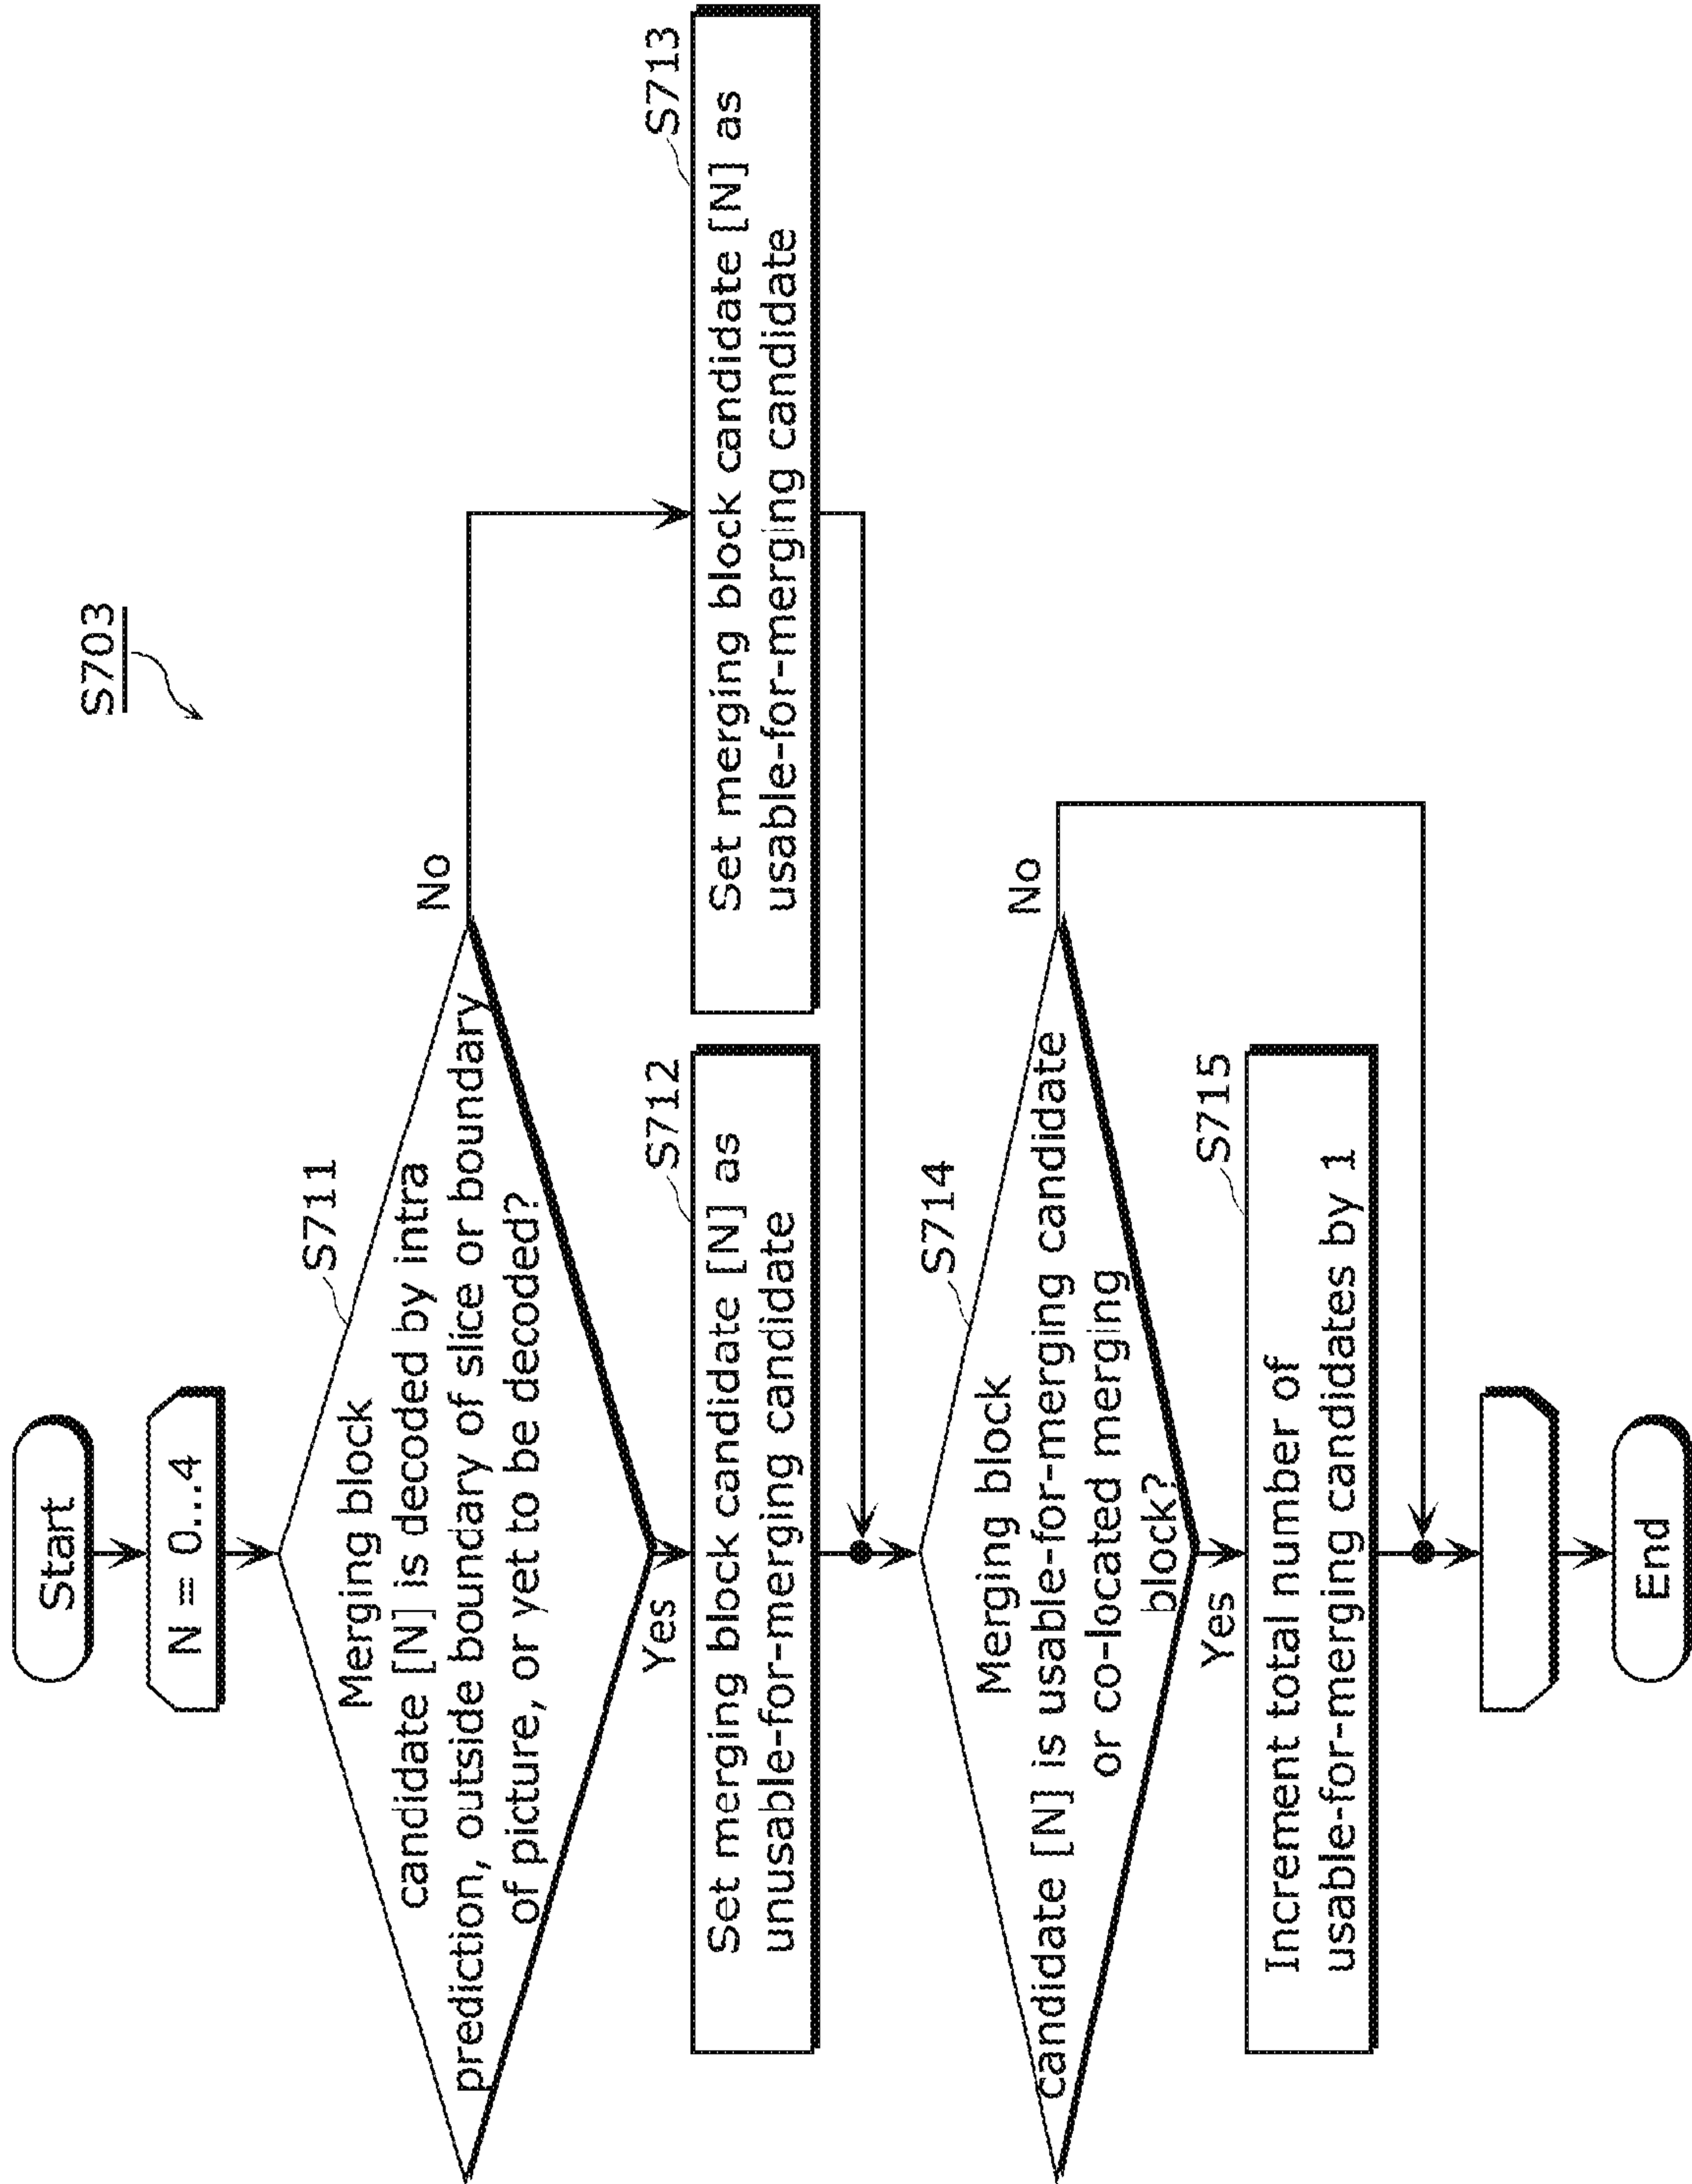 S703
Start
N = 0...4
S711
Merging block
candidate [N] is decoded by intra
prediction, outside boundary of slice or boundary
of picture, or yet to be decoded?
No
Yes
S712
Set merging block candidate [N] as
unusable-for-merging candidate
S713
Set merging block candidate [N] as
usable-for-merging candidate
S714
Merging block
candidate [N] is usable-for-merging candidate
or co-located merging
block?
No
Yes
S715
Increment total number of
usable-for-merging candidates by 1
End